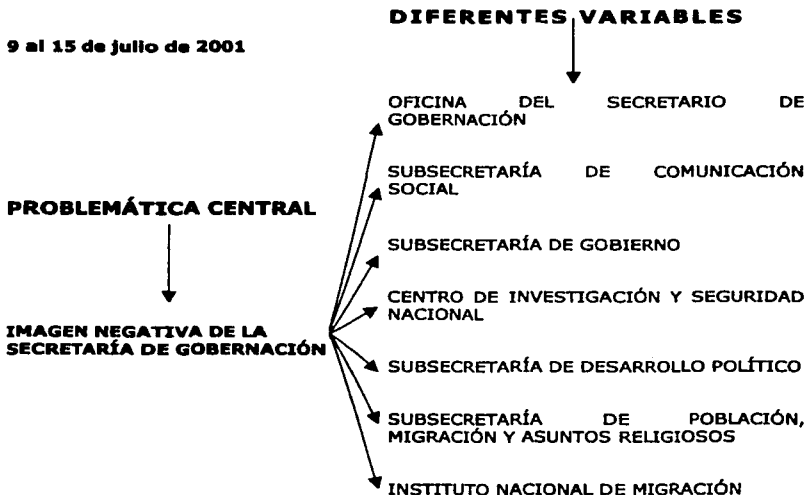 DIFERENTES VARIABLES
9 al 15 de julio de 2001
OFICINA DEL SECRETARIO DE
GOBERNACIÓN
SUBSECRETARÍA DE COMUNICACIÓN
SOCIAL
PROBLEMÁTICA CENTRAL
SUBSECRETARÍA DE GOBIERNO
CENTRO DE INVESTIGACIÓN Y SEGURIDAD
NACIONAL
IMAGEN NEGATIVA DE LA
SECRETARÍA DE GOBERNACIÓN
SUBSECRETARÍA DE DESARROLLO POLÍTICO
SUBSECRETARÍA DE POBLACIÓN,
MIGRACIÓN Y ASUNTOS RELIGIOSOS
INSTITUTO NACIONAL DE MIGRACIÓN